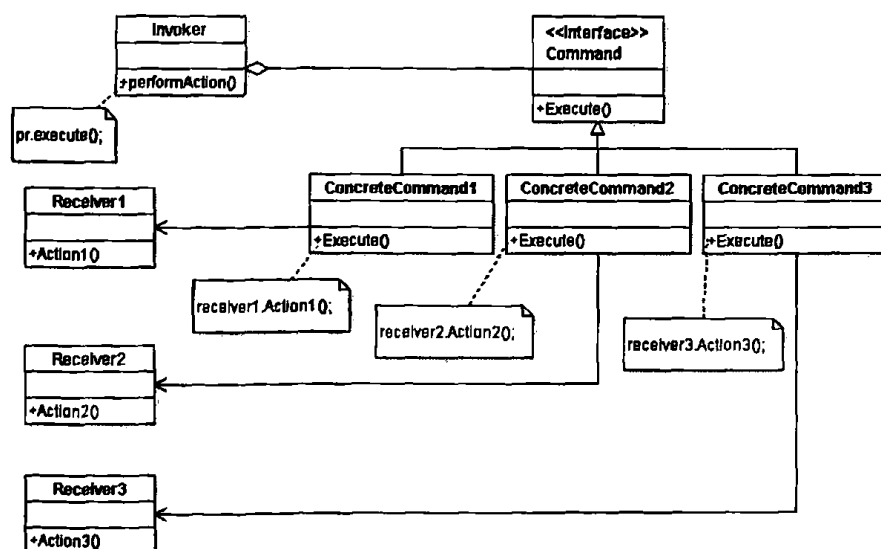 Invoker
+performAction()
pr.execute();
<<Interface>>
Command
+Execute()
ConcreteCommand1
+Execute()
ConcreteCommand2
+Execute()
ConcreteCommand3
+Execute()
Receiver1
+Action1()
receiver1.Action1();
receiver2.Action2();
receiver3.Action3();
Receiver2
+Action2()
Receiver3
+Action3()